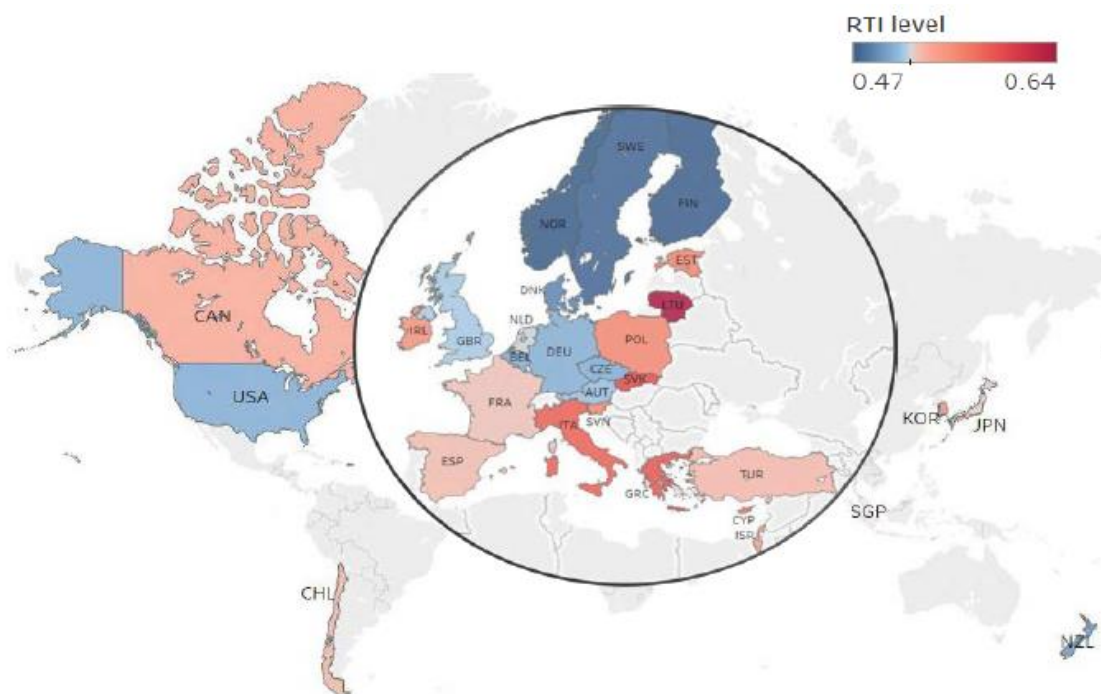 RTI level
0.47 0.64
SWE
FIN
NOR
EST
DNK
LTU
CAN
IRL
NLD
GBR
POL
BEL
DEU
CZE
SVK
USA
AUT
FRA
SVN
ITA
KOR
JPN
ESP
TUR
GRC
SGP
CYP
ISR
CHL
NZL